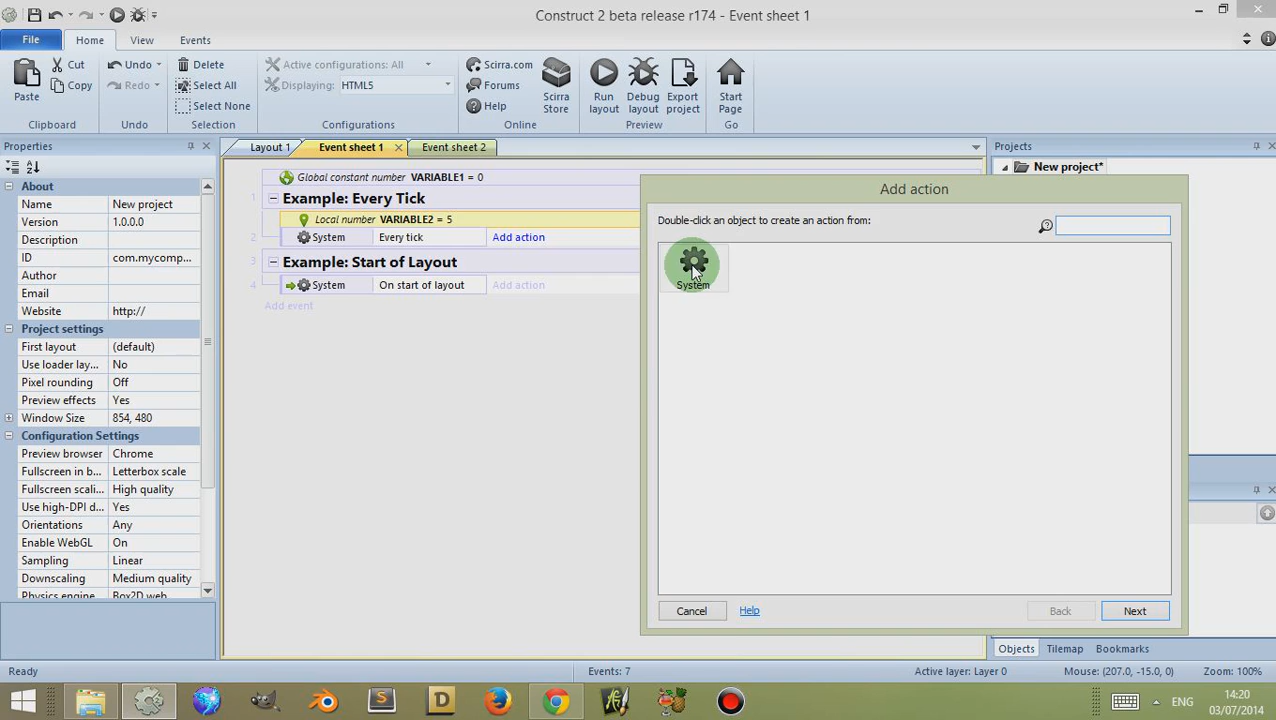 Construct 2 beta release r174 - Event sheet 1
File Home View Events
Paste Cut Copy
Clipboard
Undo Redo
Undo
Delete Select All Select None
Selection
Active configurations: All
Displaying: HTML5
Configurations
Scirra.com Forums Help
Scirra Store
Online
Run layout Debug layout Export project
Preview
Start Page
Go
Properties
Layout 1 Event sheet 1 Event sheet 2
Projects
New project*
About
Name New project
Version 1.0.0.0
Description
ID com.mycomp...
Author
Email
Website http://
Project settings
First layout (default)
Use loader lay... No
Pixel rounding Off
Preview effects Yes
Window Size 854, 480
Configuration Settings
Preview browser Chrome
Fullscreen in b... Letterbox scale
Fullscreen scali... High quality
Use high-DPI d... Yes
Orientations Any
Enable WebGL On
Sampling Linear
Downscaling Medium quality
Physics engine Box2D web
Global constant number VARIABLE1 = 0
1 Example: Every Tick
Local number VARIABLE2 = 5
2 System Every tick Add action
3 Example: Start of Layout
4 System On start of layout Add action
Add event
Add action
Double-click an object to create an action from:
System
Cancel Help Back Next
Objects Tilemap Bookmarks
Ready Events: 7 Active layer: Layer 0 Mouse: (207.0, -15.0, 0) Zoom: 100%
ENG
14:20
03/07/2014